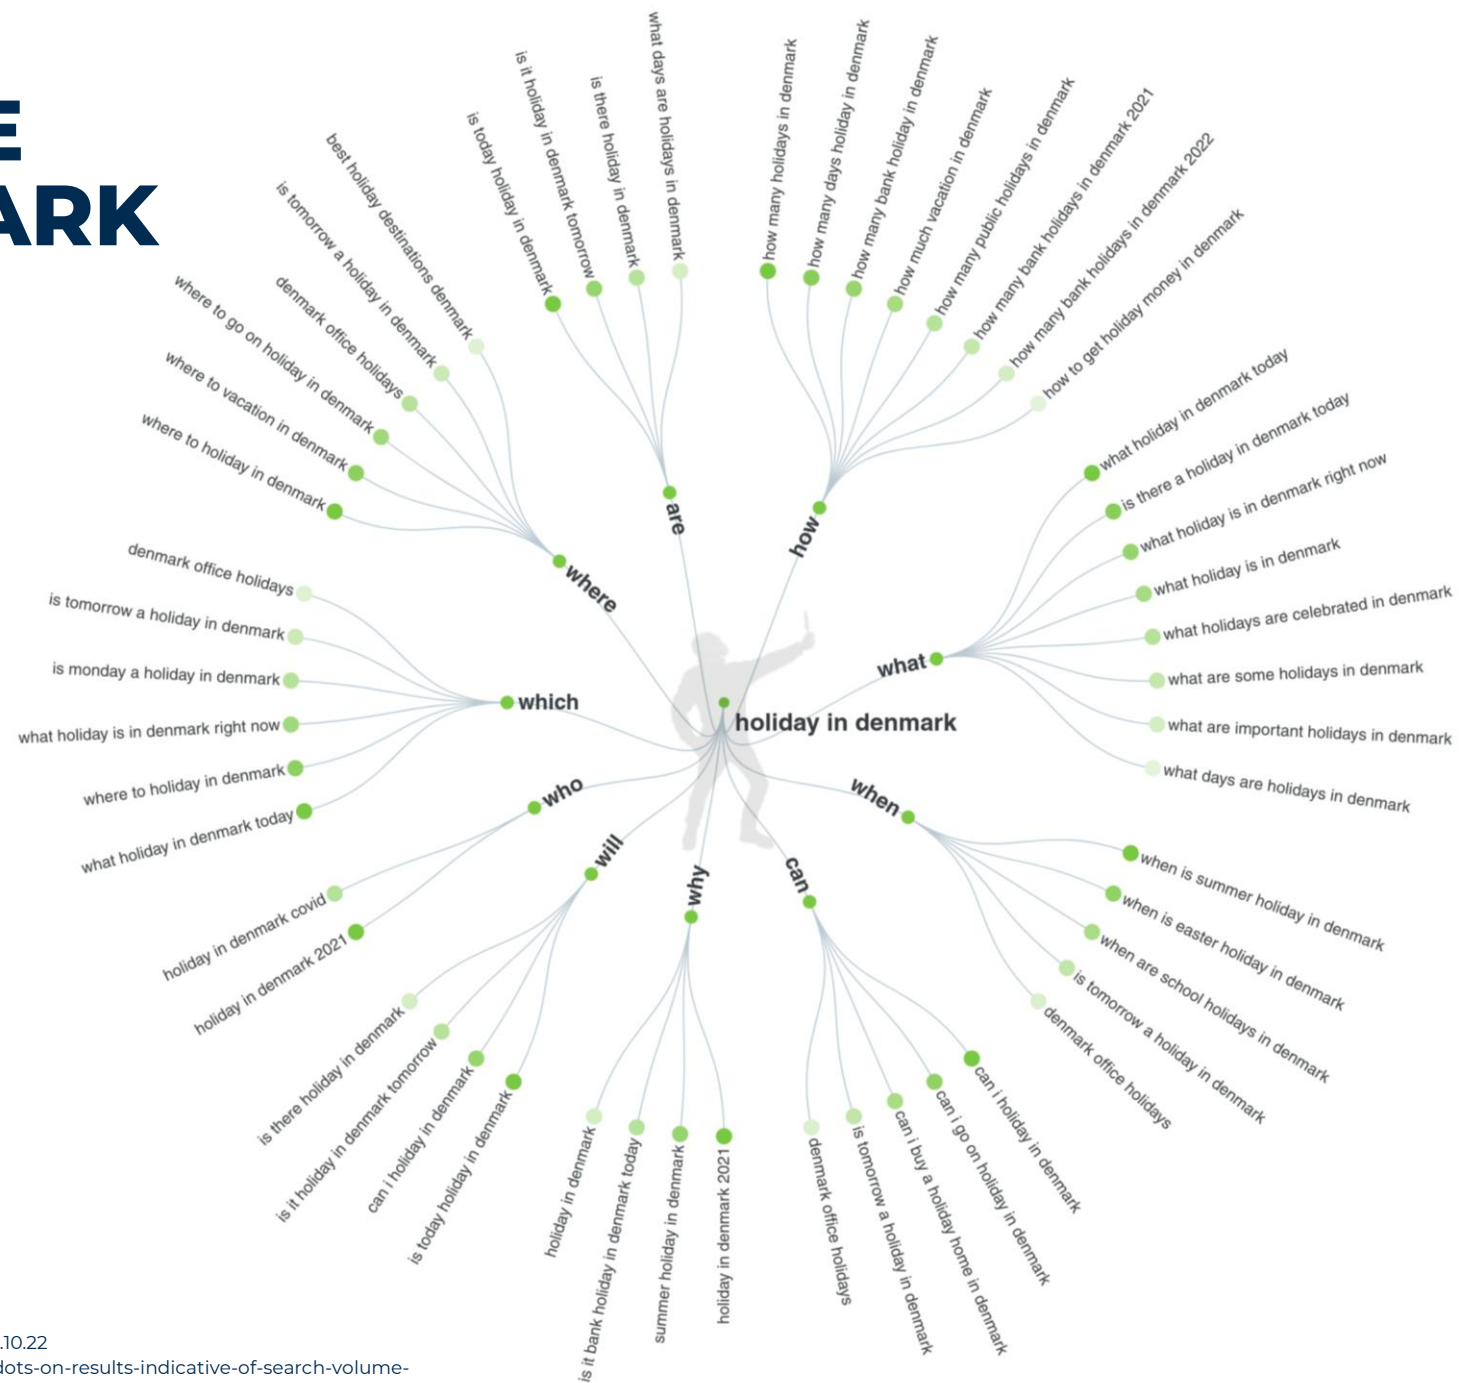 E
ARK
what days are holidays in denmark
is there holiday in denmark
is it holiday in denmark tomorrow
is today holiday in denmark
are
how many holidays in denmark
how many days holiday in denmark
how many bank holiday in denmark
how much vacation in denmark
how many public holidays in denmark
how many bank holidays in denmark 2021
how many bank holidays in denmark 2022
how to get holiday money in denmark
how
what holiday in denmark today
is there a holiday in denmark today
what holiday is in denmark right now
what holiday is in denmark
what holidays are celebrated in denmark
what are some holidays in denmark
what are important holidays in denmark
what days are holidays in denmark
what
when is summer holiday in denmark
when is easter holiday in denmark
when are school holidays in denmark
is tomorrow a holiday in denmark
denmark office holidays
when
can i holiday in denmark
can i go on holiday in denmark
can i buy a holiday home in denmark
is tomorrow a holiday in denmark
denmark office holidays
can
holiday in denmark 2021
summer holiday in denmark
is it bank holiday in denmark today
holiday in denmark
why
is today holiday in denmark
can i holiday in denmark
is it holiday in denmark tomorrow
is there holiday in denmark
will
holiday in denmark 2021
holiday in denmark covid
who
what holiday in denmark today
where to holiday in denmark
what holiday is in denmark right now
is monday a holiday in denmark
is tomorrow a holiday in denmark
denmark office holidays
which
where to holiday in denmark
where to vacation in denmark
where to go on holiday in denmark
denmark office holidays
is tomorrow a holiday in denmark
best holiday destinations denmark
where
holiday in denmark
.10.22
dots-on-results-indicative-of-search-volume-